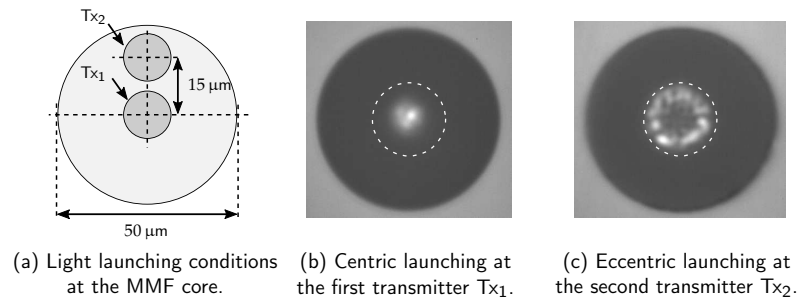 Tx₂
Tx₁
15 µm
50 µm
(a) Light launching conditions
at the MMF core.
(b) Centric launching at
the first transmitter Tx₁.
(c) Eccentric launching at
the second transmitter Tx₂.